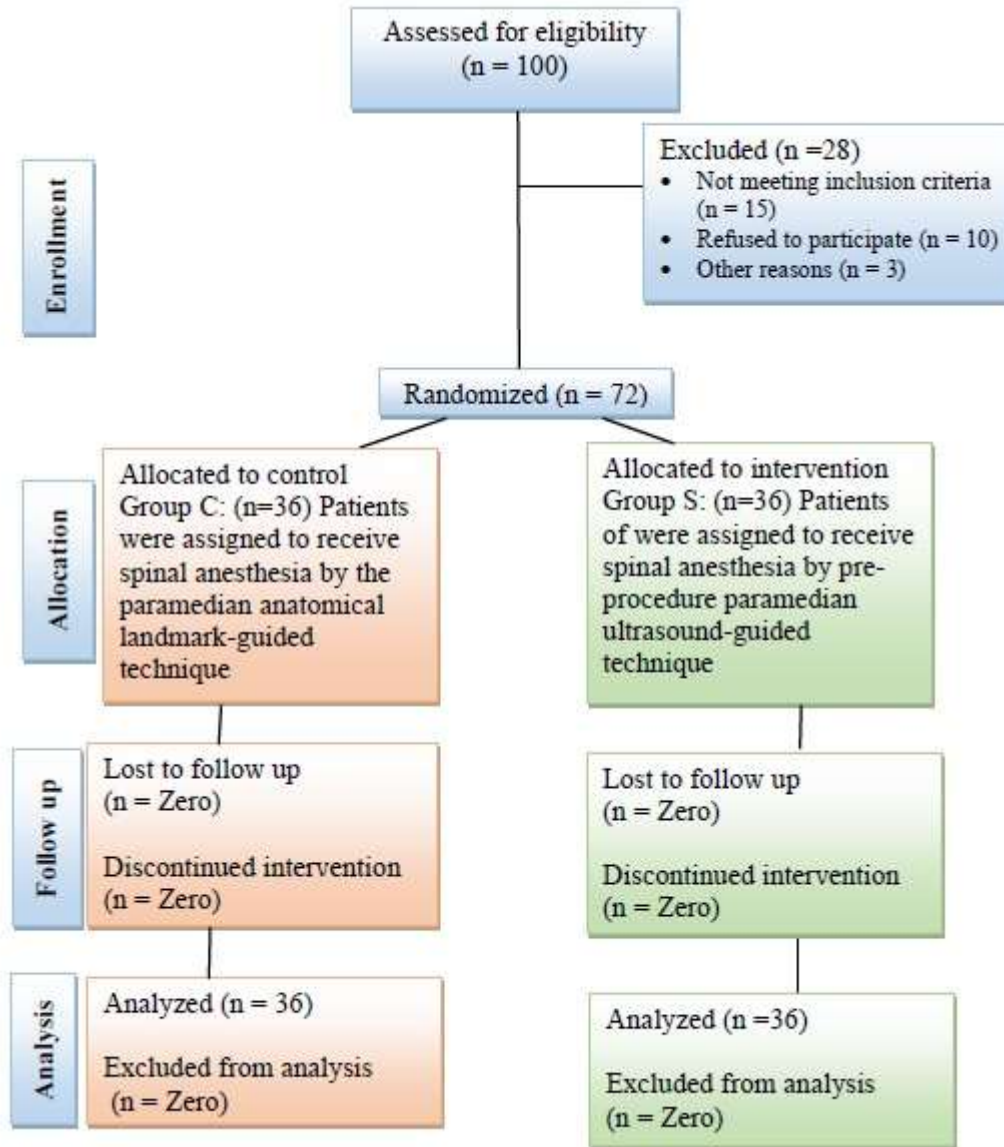 Assessed for eligibility
(n = 100)
Enrollment
Excluded (n =28)
• Not meeting inclusion criteria
(n = 15)
• Refused to participate (n = 10)
• Other reasons (n = 3)
Randomized (n = 72)
Allocation
Allocated to control
Group C: (n=36) Patients
were assigned to receive
spinal anesthesia by the
paramedian anatomical
landmark-guided
technique
Allocated to intervention
Group S: (n=36) Patients
of were assigned to receive
spinal anesthesia by pre-
procedure paramedian
ultrasound-guided
technique
Follow up
Lost to follow up
(n = Zero)
Discontinued intervention
(n = Zero)
Lost to follow up
(n = Zero)
Discontinued intervention
(n = Zero)
Analysis
Analyzed (n = 36)
Excluded from analysis
(n = Zero)
Analyzed (n =36)
Excluded from analysis
(n = Zero)